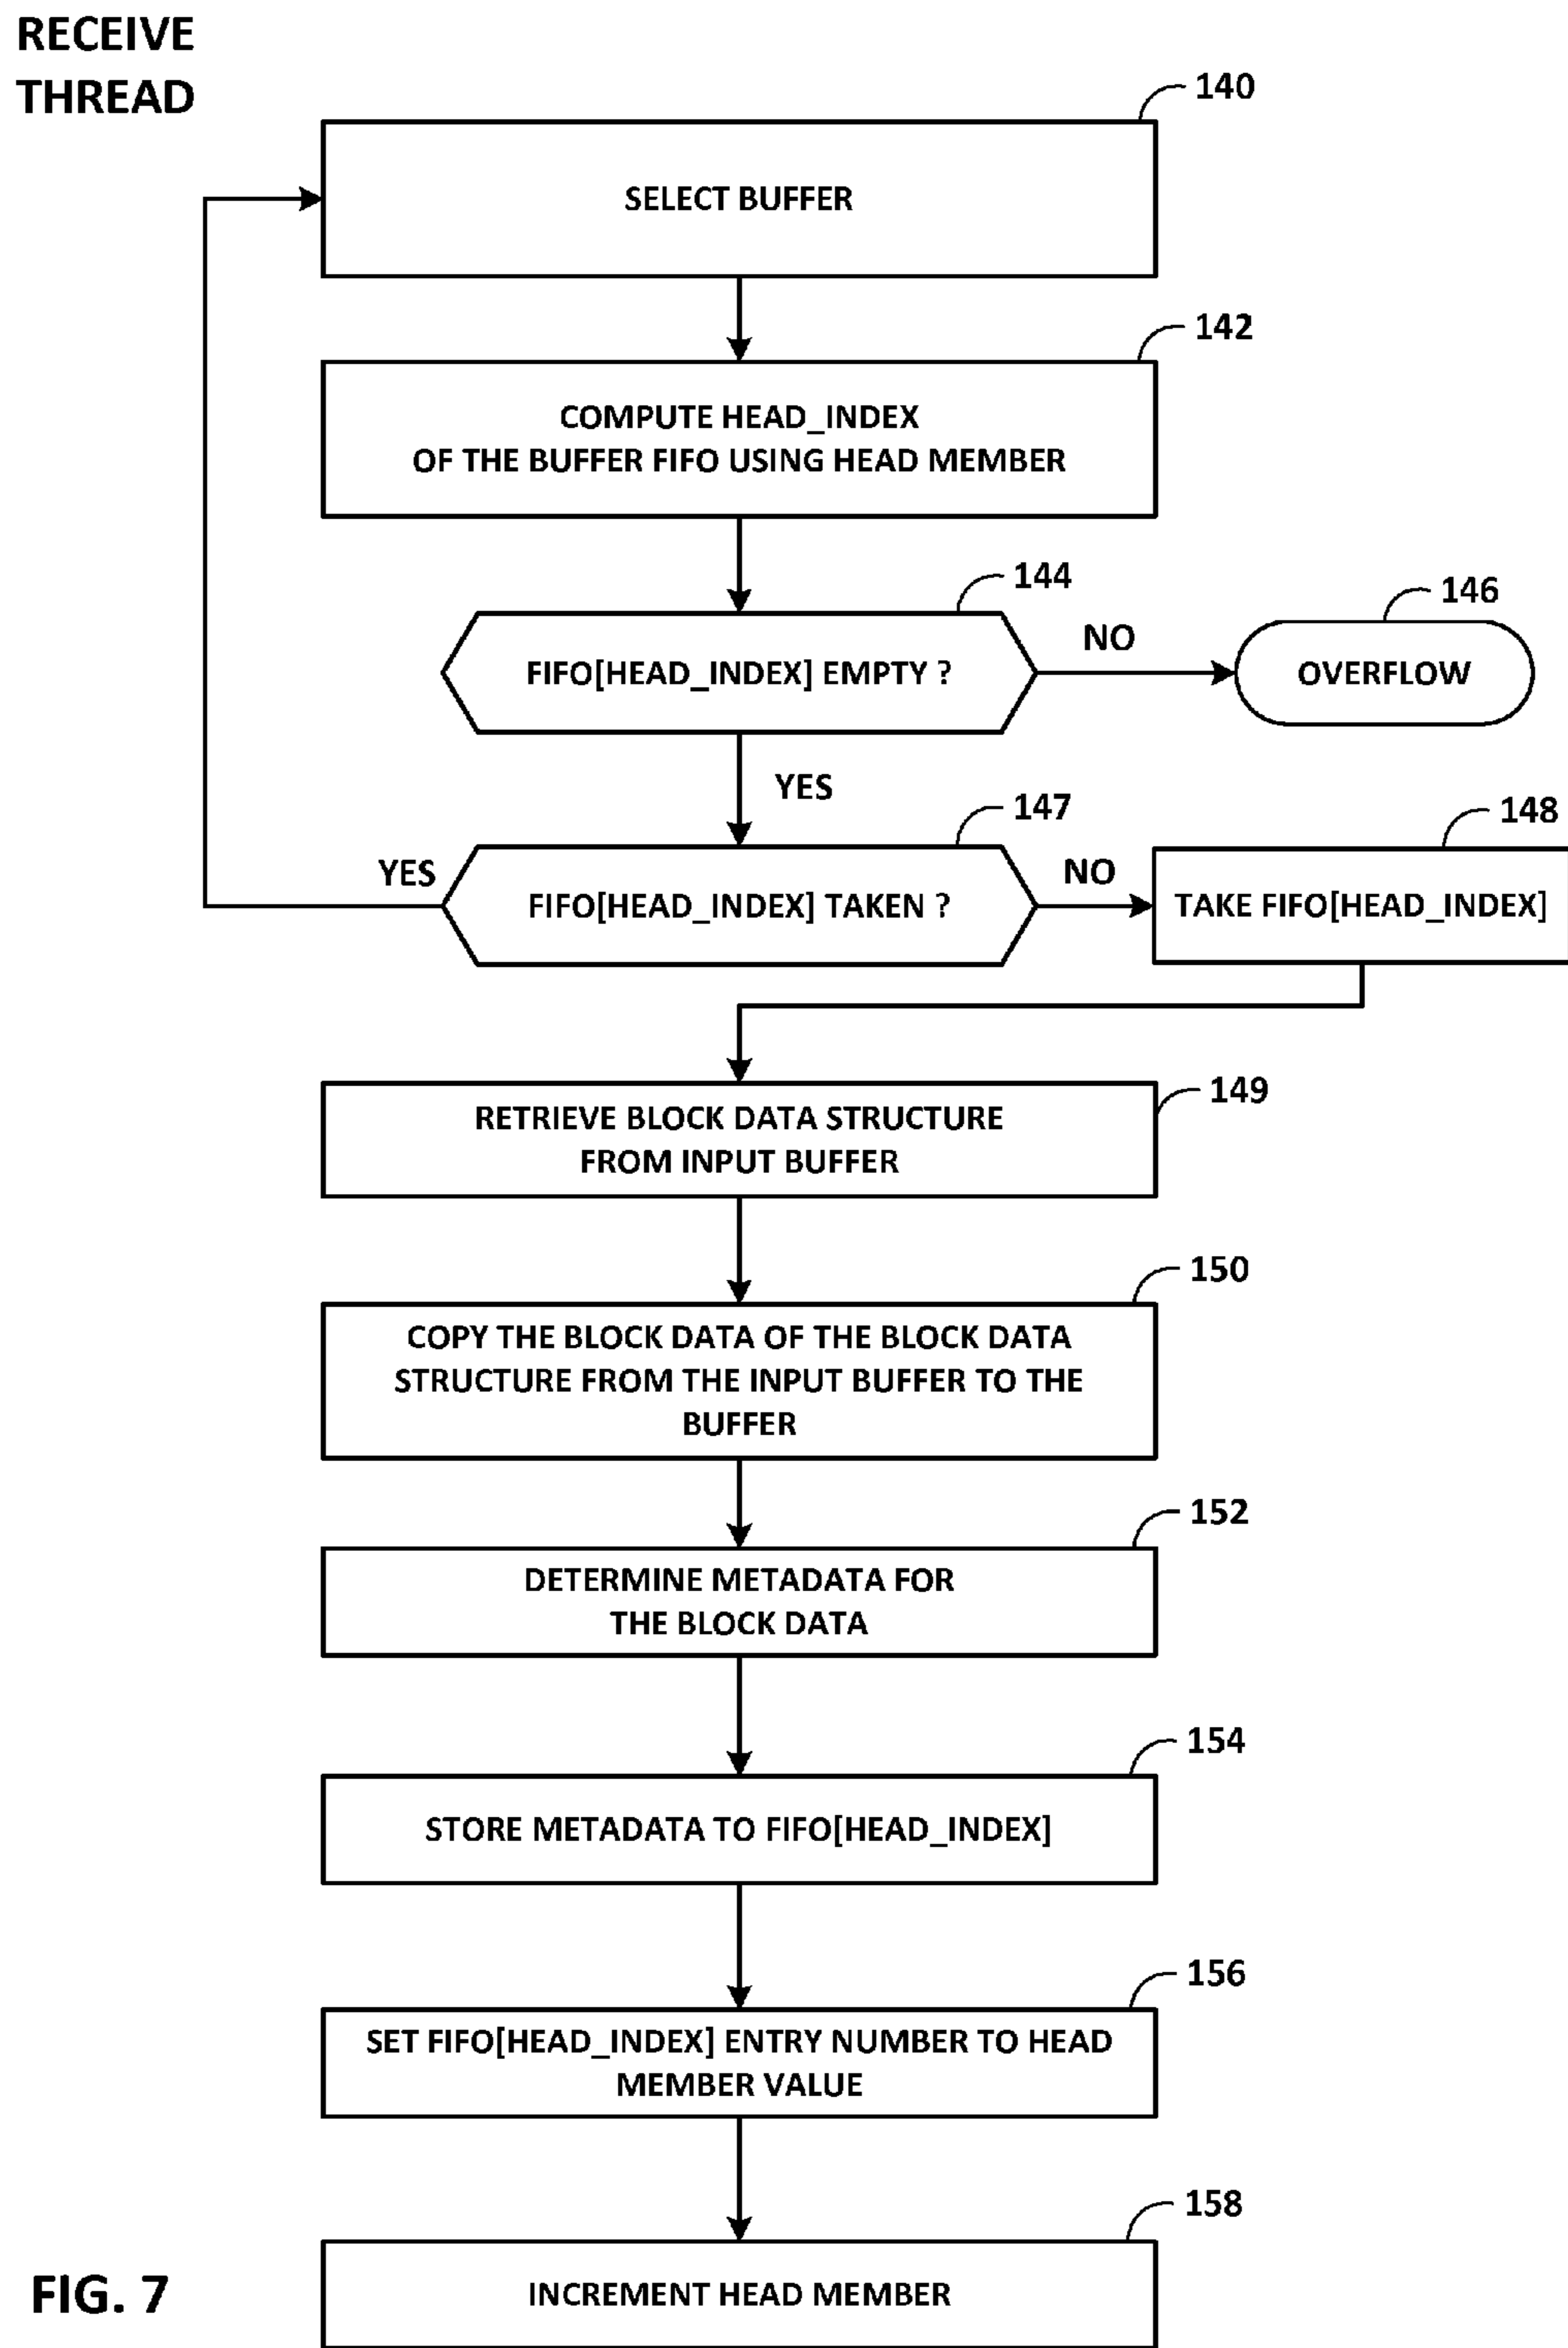 RECEIVE
THREAD
140
SELECT BUFFER
142
COMPUTE HEAD_INDEX
OF THE BUFFER FIFO USING HEAD MEMBER
144
146
FIFO[HEAD_INDEX] EMPTY ?
NO
OVERFLOW
YES
147
148
YES
FIFO[HEAD_INDEX] TAKEN ?
NO
TAKE FIFO[HEAD_INDEX]
149
RETRIEVE BLOCK DATA STRUCTURE
FROM INPUT BUFFER
150
COPY THE BLOCK DATA OF THE BLOCK DATA
STRUCTURE FROM THE INPUT BUFFER TO THE
BUFFER
152
DETERMINE METADATA FOR
THE BLOCK DATA
154
STORE METADATA TO FIFO[HEAD_INDEX]
156
SET FIFO[HEAD_INDEX] ENTRY NUMBER TO HEAD
MEMBER VALUE
158
INCREMENT HEAD MEMBER
FIG. 7